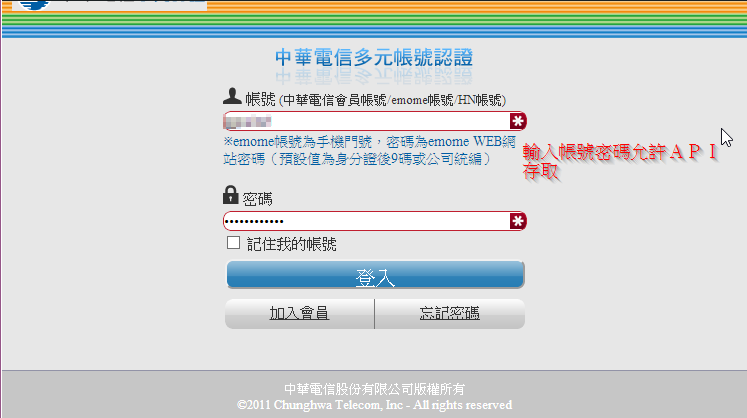 中華電信多元帳號認證
帳號 (中華電信會員帳號/emome帳號/HN帳號)
※emome帳號為手機門號，密碼為emome WEB網
站密碼（預設值為身分證後9碼或公司統編）
輸入帳號密碼允許ＡＰＩ
存取
密碼
記住我的帳號
登入
加入會員
忘記密碼
中華電信股份有限公司版權所有
©2011 Chunghwa Telecom, Inc - All rights reserved